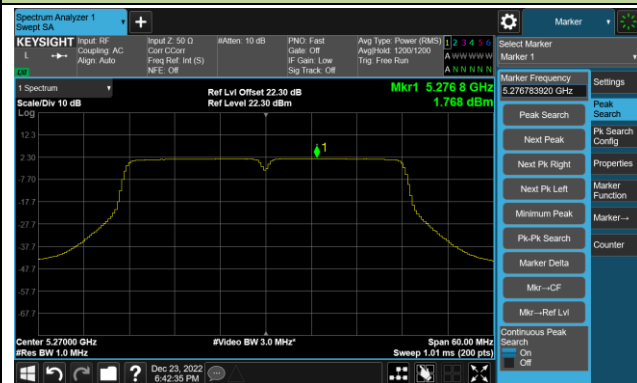 Spectrum Analyzer 1
Swept SA
Marker
KEYSIGHT
Input: RF
Coupling: AC
Align: Auto
Input Z: 50 Ω
Corr CCorr
Freq Ref: Int (S)
NFE: Off
#Atten: 10 dB
PNO: Fast
Gate: Off
IF Gain: Low
Sig Track: Off
Avg Type: Power (RMS)
Avg|Hold: 1200/1200
Trig: Free Run
1 2 3 4 5 6
A W W W W W
A N N N N N
L
LXI
Select Marker
Marker 1
1 Spectrum
Scale/Div 10 dB
Log
Ref Lvl Offset 22.30 dB
Ref Level 22.30 dBm
Mkr1 5.276 8 GHz
1.768 dBm
12.3
2.30
-7.70
-17.7
-27.7
-37.7
-47.7
-57.7
-67.7
1
Center 5.27000 GHz
#Res BW 1.0 MHz
#Video BW 3.0 MHz*
Span 60.00 MHz
Sweep 1.01 ms (200 pts)
Marker Frequency
5.276783920 GHz
Peak Search
Next Peak
Next Pk Right
Next Pk Left
Minimum Peak
Pk-Pk Search
Marker Delta
Mkr→CF
Mkr→Ref Lvl
Continuous Peak
Search
On
Off
Settings
Peak
Search
Pk Search
Config
Properties
Marker
Function
Marker→
Counter
Dec 23, 2022
6:42:35 PM